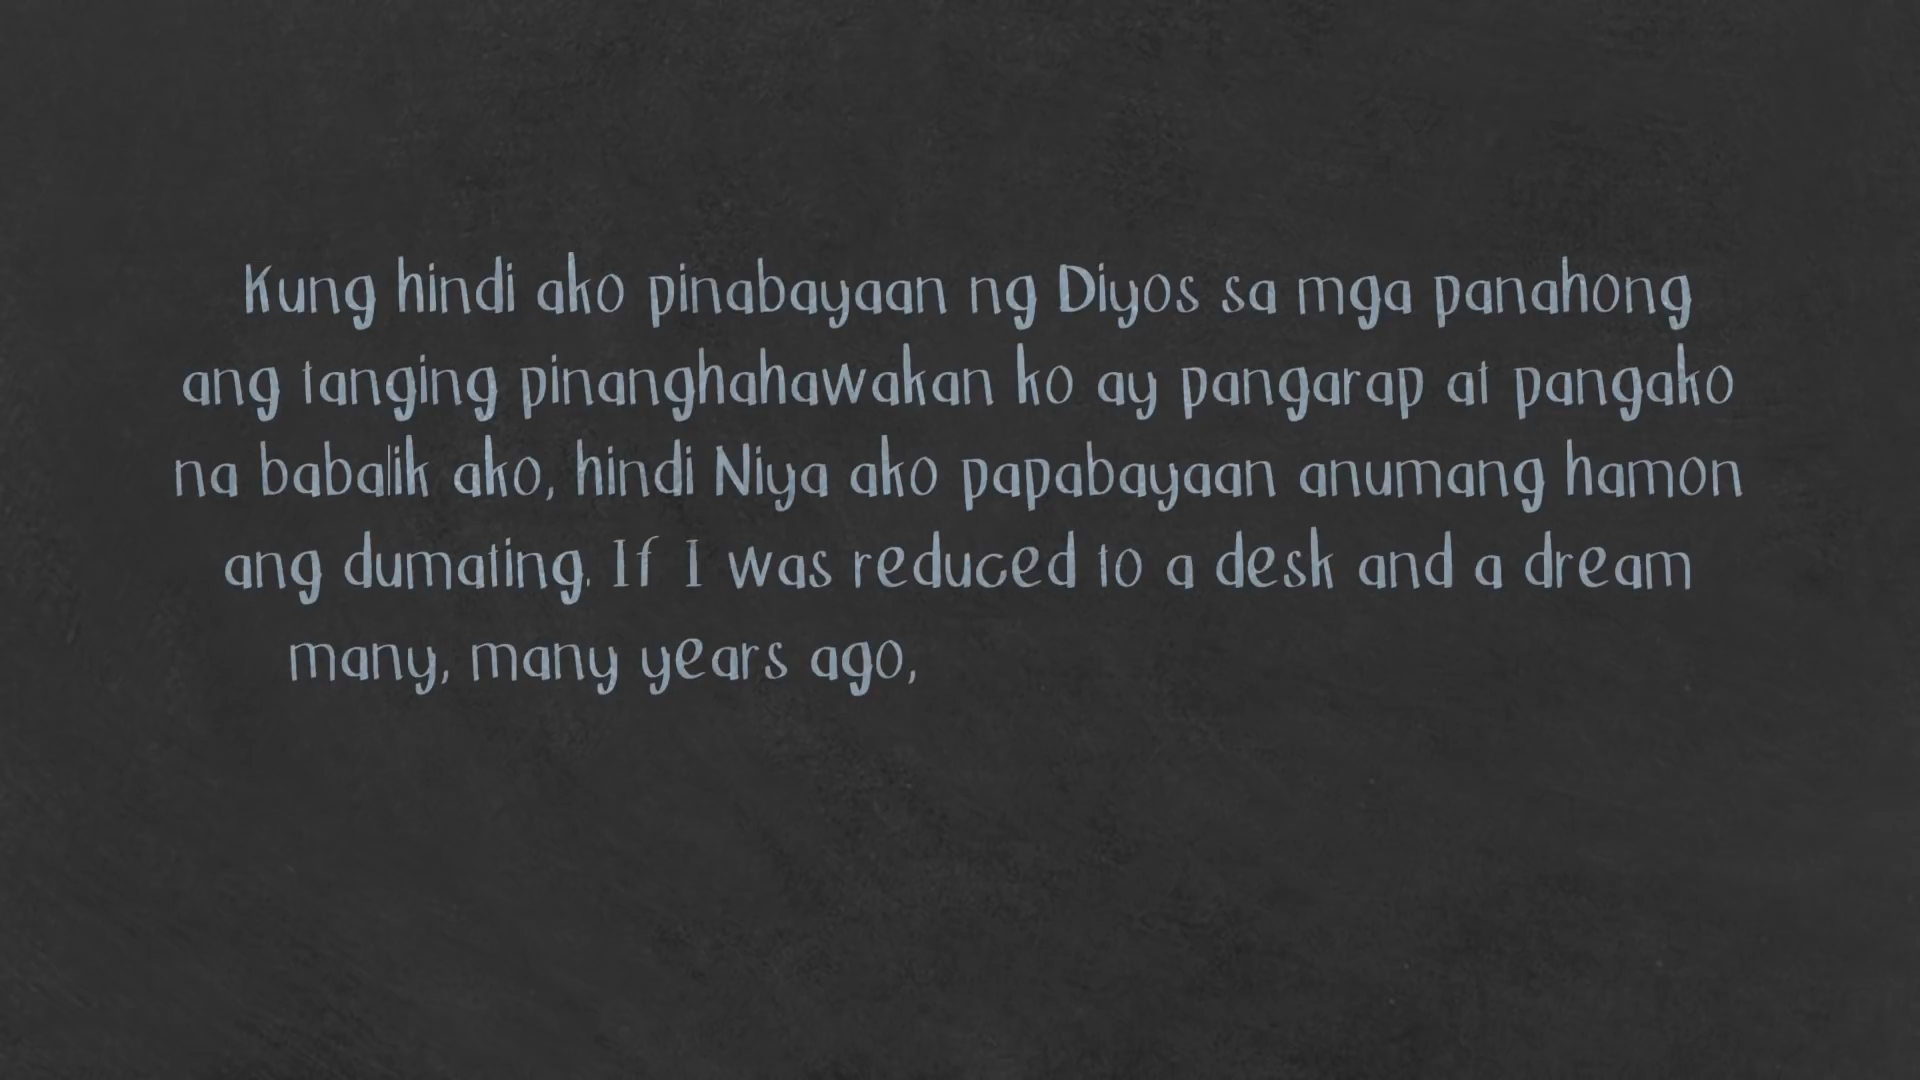 Kung hindi ako pinabayaan ng Diyos sa mga panahong
ang tanging pinanghahawakan ko ay pangarap at pangako
na babalik ako, hindi Niya ako papabayaan anumang hamon
ang dumating. If I was reduced to a desk and a dream
many, many years ago,